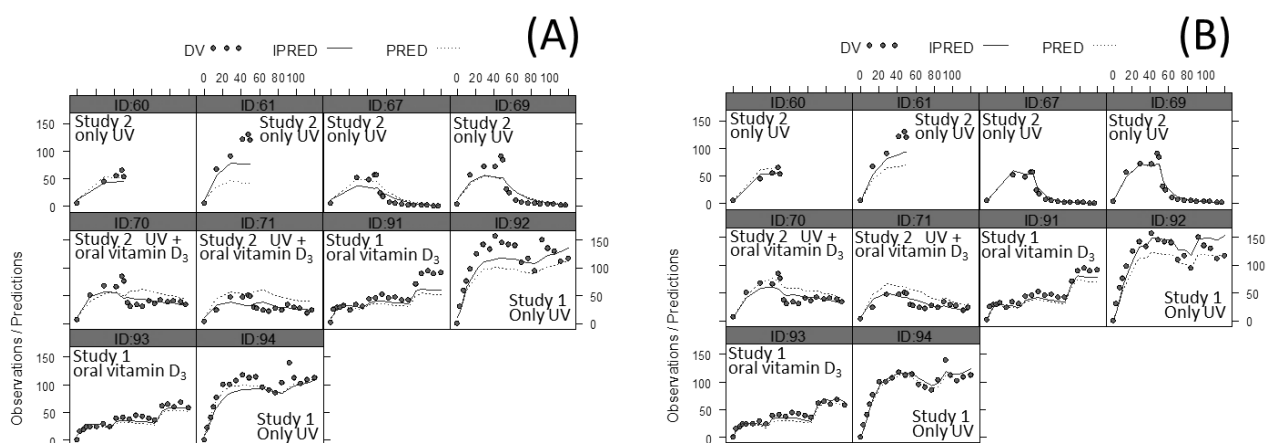 (A)
DV IPRED PRED
0 20 40 60 80 100
0 20 40 60 80 100
ID:60 ID:61 ID:67 ID:69
150
100
50
0
Study 2
only UV
Study 2
only UV
Study 2
only UV
Study 2
only UV
ID:70 ID:71 ID:91 ID:92
Study 2 UV +
oral vitamin D3
Study 2 UV +
oral vitamin D3
Study 1
oral vitamin D3
Study 1
Only UV
150
100
50
0
ID:93 ID:94
150
100
50
0
Study 1
oral vitamin D3
Study 1
Only UV
Observations / Predictions
(B)
DV IPRED PRED
0 20 40 60 80 100
0 20 40 60 80 100
ID:60 ID:61 ID:67 ID:69
150
100
50
0
Study 2
only UV
Study 2
only UV
Study 2
only UV
Study 2
only UV
ID:70 ID:71 ID:91 ID:92
Study 2 UV +
oral vitamin D3
Study 2 UV +
oral vitamin D3
Study 1
oral vitamin D3
Study 1
Only UV
150
100
50
0
ID:93 ID:94
150
100
50
0
Study 1
oral vitamin D3
Study 1
Only UV
Observations / Predictions